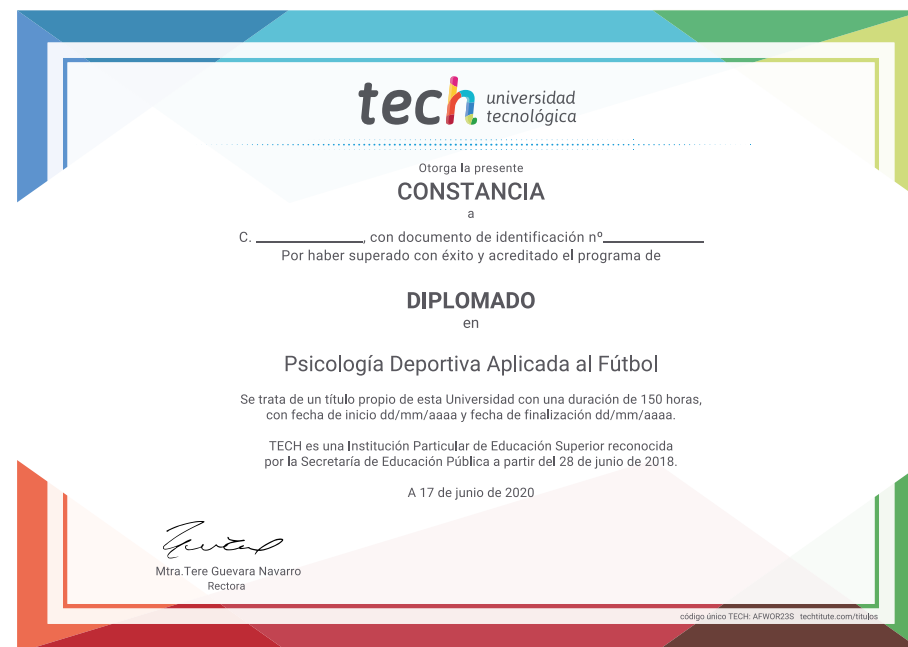 tech universidad
tecnológica
Otorga la presente
CONSTANCIA
a
C. ______________, con documento de identificación nº_____________
Por haber superado con éxito y acreditado el programa de
DIPLOMADO
en
Psicología Deportiva Aplicada al Fútbol
Se trata de un título propio de esta Universidad con una duración de 150 horas,
con fecha de inicio dd/mm/aaaa y fecha de finalización dd/mm/aaaa.
TECH es una Institución Particular de Educación Superior reconocida
por la Secretaría de Educación Pública a partir del 28 de junio de 2018.
A 17 de junio de 2020
Mtra.Tere Guevara Navarro
Rectora
código único TECH: AFWOR23S techtitute.com/titulos